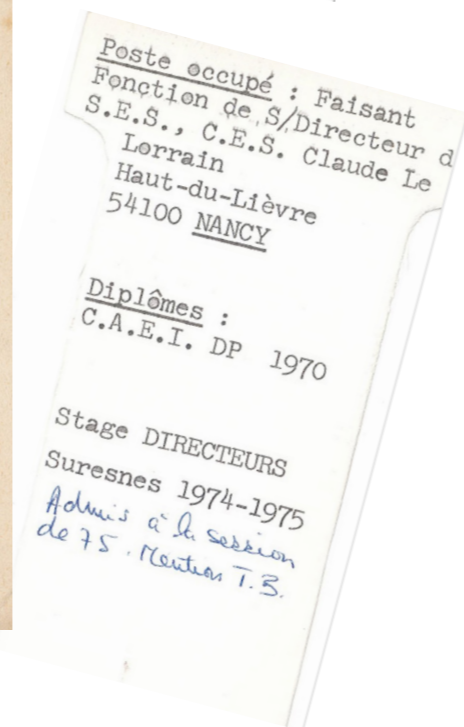 Poste occupé : Faisant
Fonction de S/Directeur d
S.E.S., C.E.S. Claude Le
Lorrain
Haut-du-Lièvre
54100 NANCY
Diplômes :
C.A.E.I. DP 1970
Stage DIRECTEURS
Suresnes 1974-1975
Admis à la session
de 75. Mention T.B.